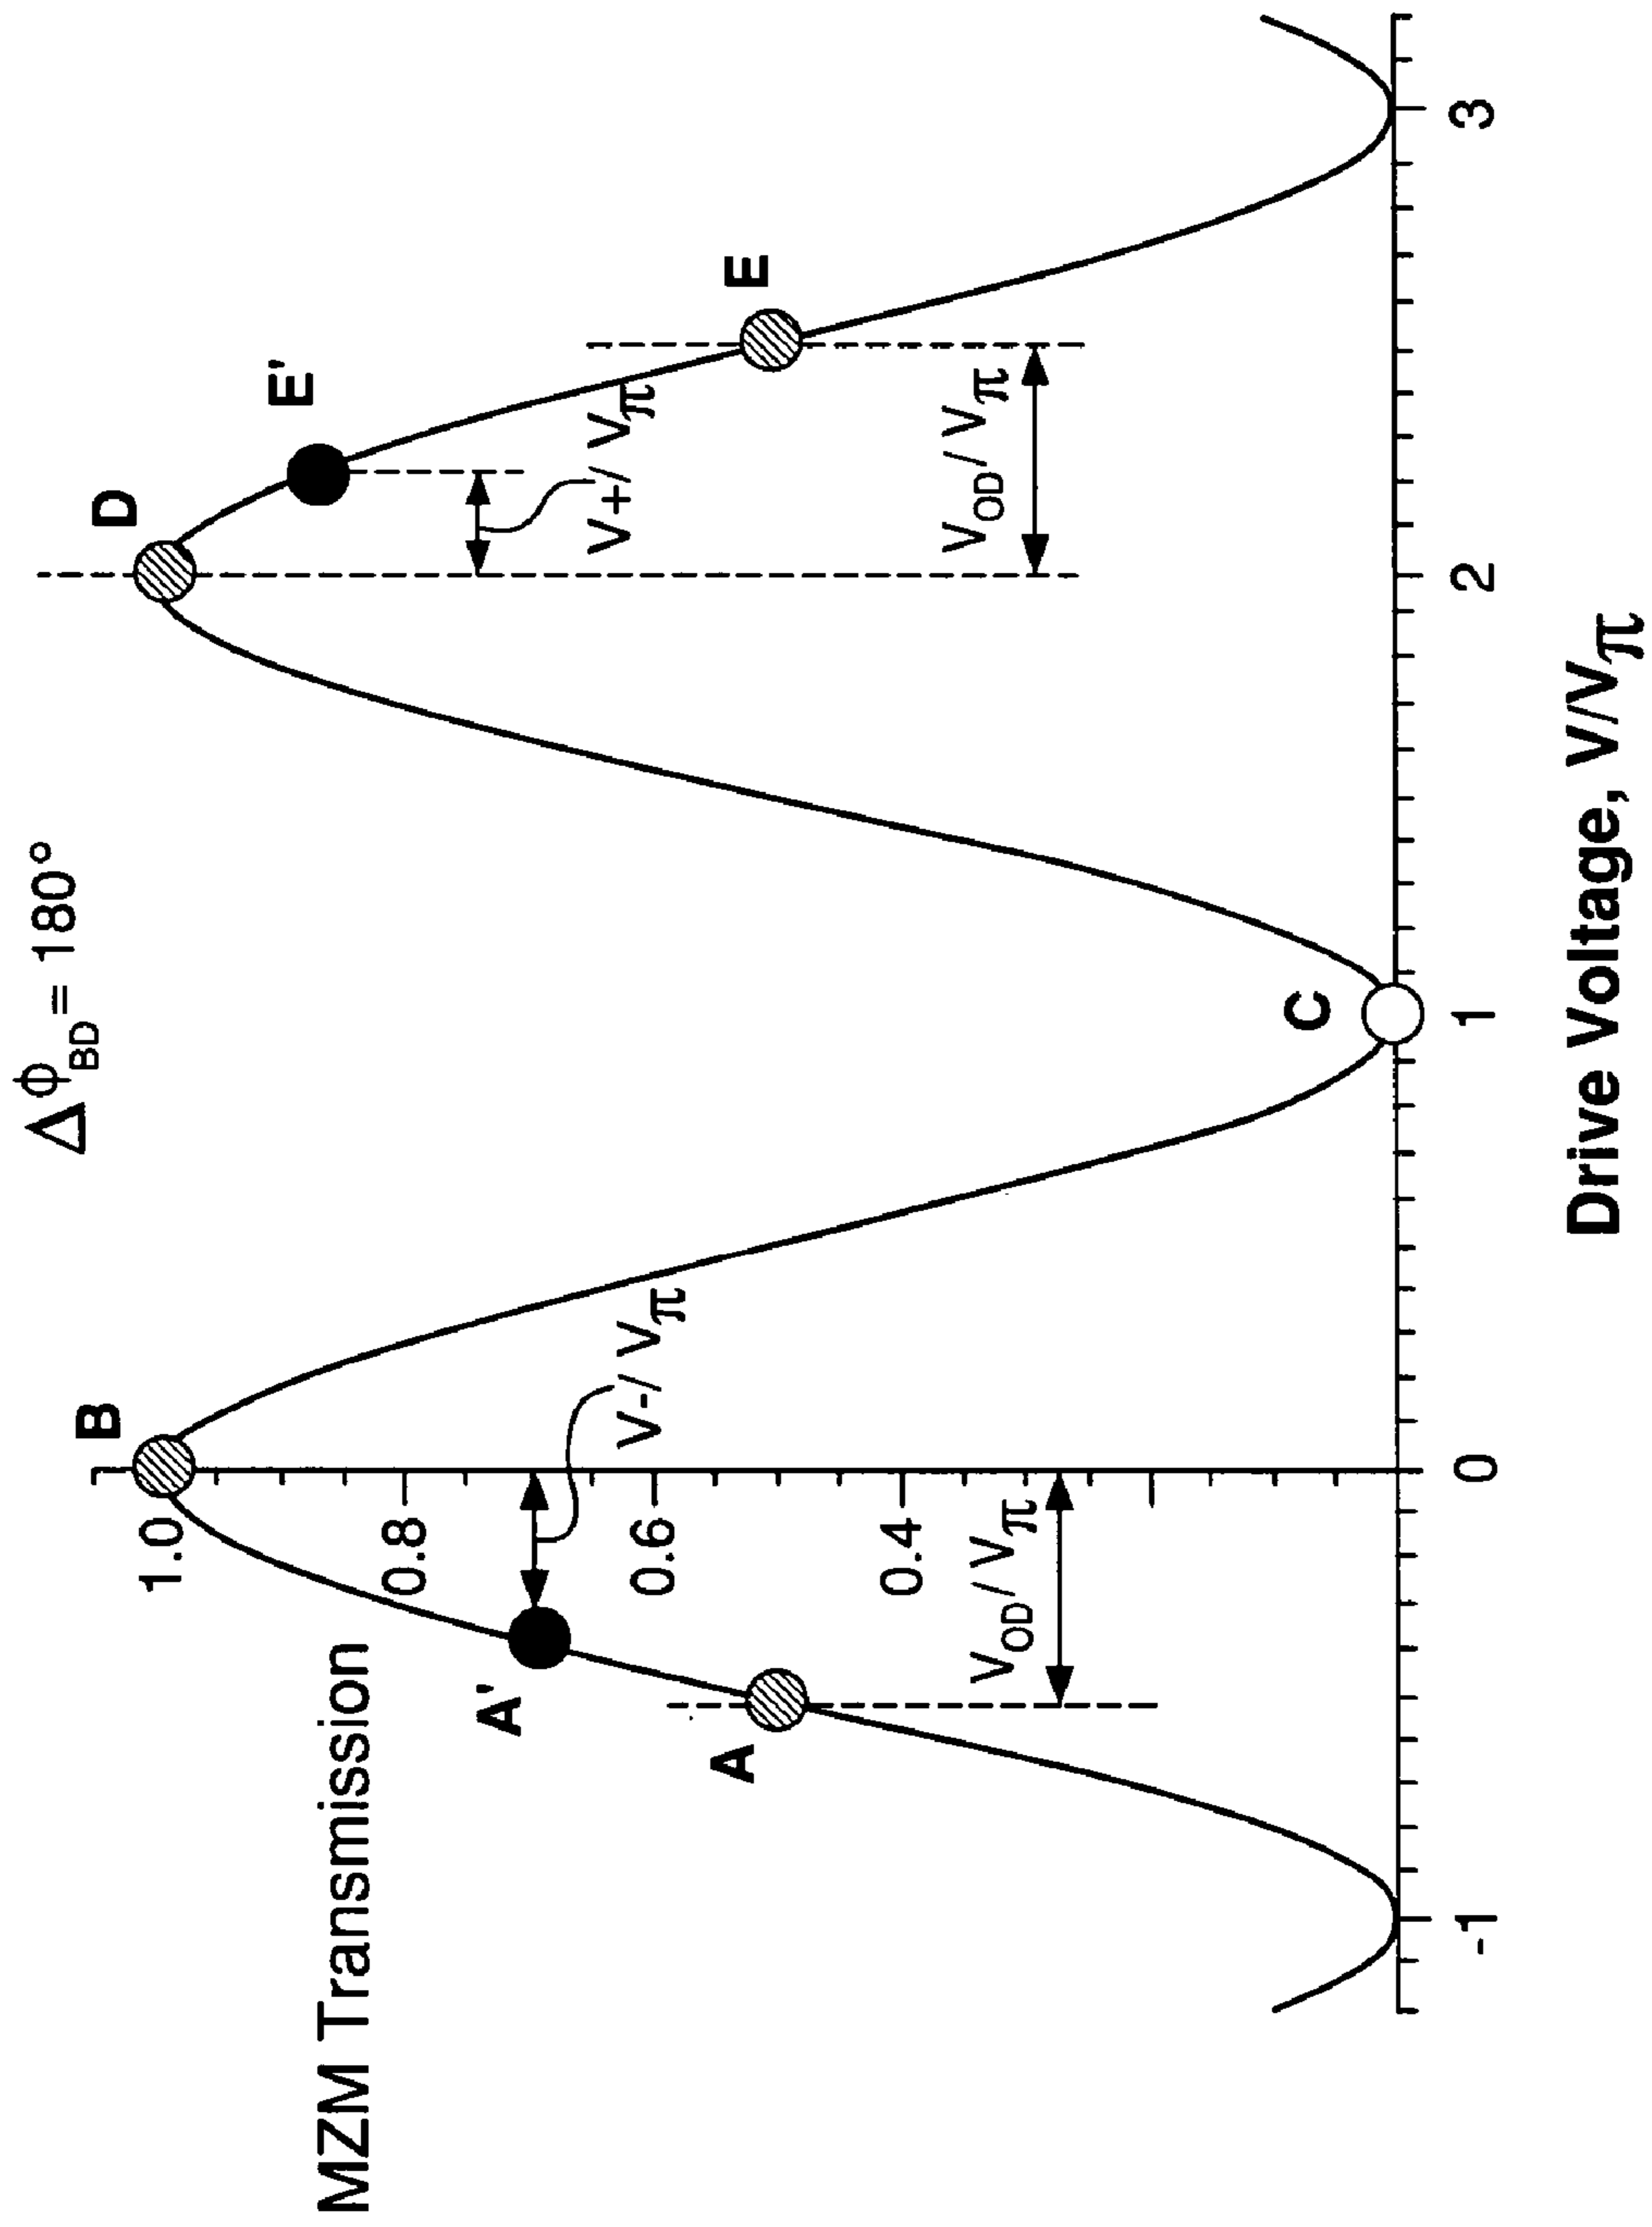 ΔϕBD = 180°
MZM Transmission
B
D
1.0
E'
0.8
A'
V-/Vπ
V+/Vπ
0.6
A
E
0.4
VOD/Vπ
VOD/Vπ
C
-1
0
1
2
3
Drive Voltage, V/Vπ